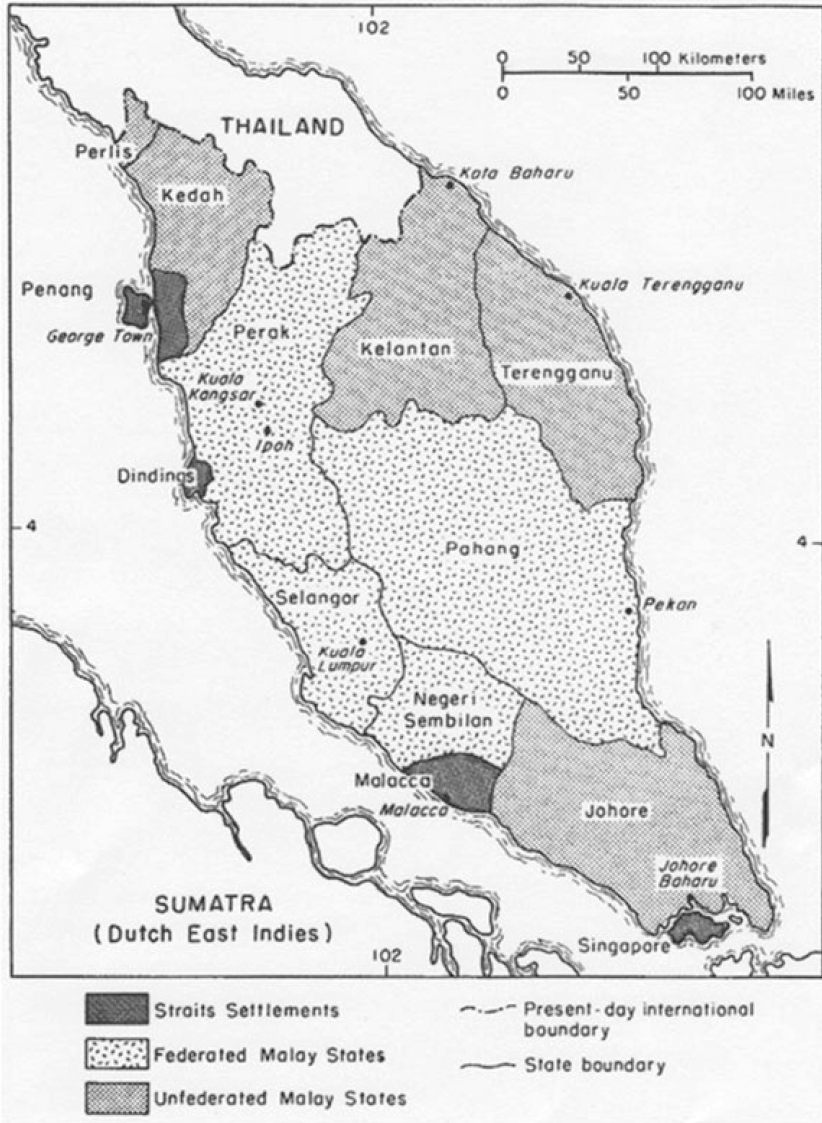 102
0 50 100 Kilometers
0 50 100 Miles
THAILAND
Perlis
Kota Baharu
Kedah
Penang
Kuala Terengganu
George Town
Perak
Kelantan
Terengganu
Kuala
Kangsar
Ipoh
Dindings
4
4
Pahang
Selangor
Pekan
Kuala
Lumpur
Negeri
Sembilan
N
Malacca
Malacca
Johore
Johore
Baharu
SUMATRA
(Dutch East Indies)
Singapore
102
Straits Settlements
Federated Malay States
Unfederated Malay States
Present-day international
boundary
State boundary